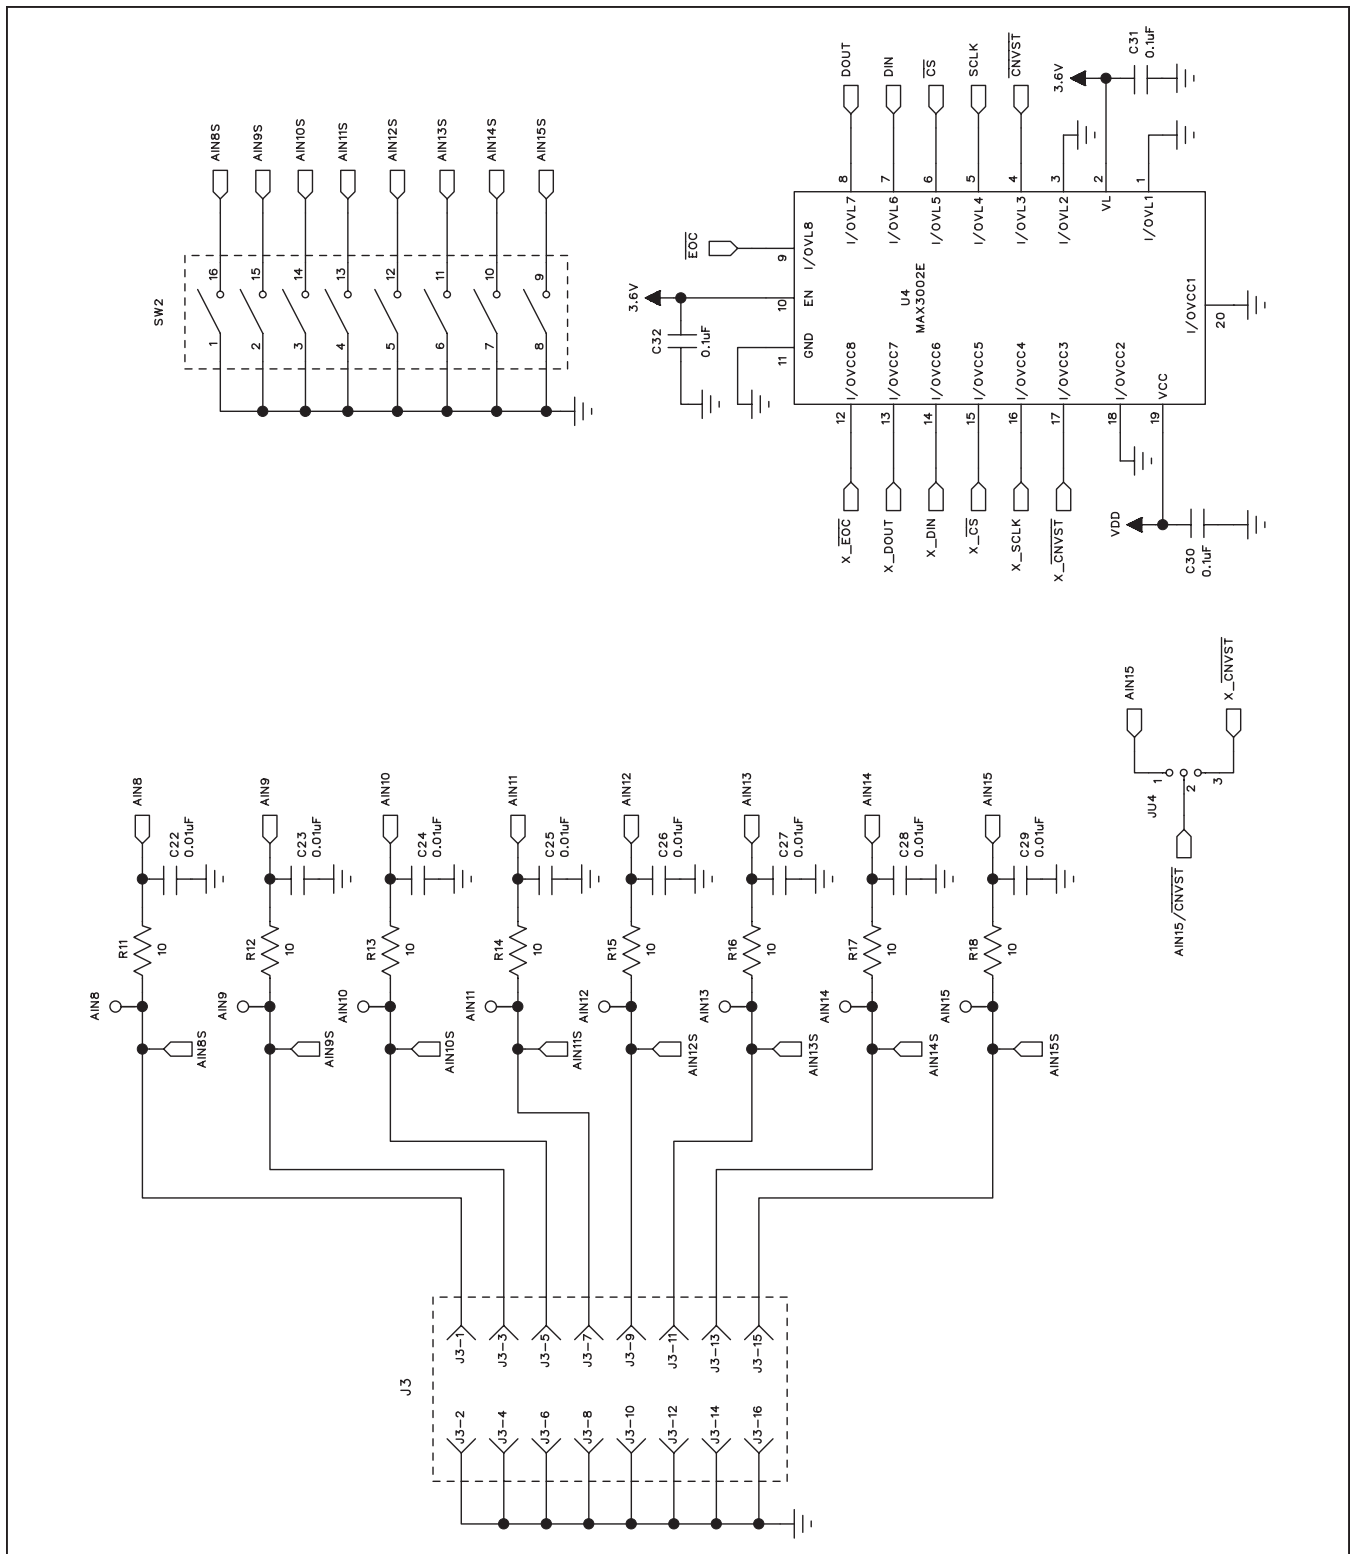 SW2
1
2
3
4
5
6
7
8
16
15
14
13
12
11
10
9
AIN8S
AIN9S
AIN10S
AIN11S
AIN12S
AIN13S
AIN14S
AIN15S
U4
MAX3002E
DOUT
DIN
CS
SCLK
CNVST
8
7
6
5
4
3
2
1
I/OVL7
I/OVL6
I/OVL5
I/OVL4
I/OVL3
I/OVL2
VL
I/OVL1
3.6V
C31
0.1uF
EOC
9
I/OVL8
3.6V
10
EN
C32
0.1uF
11
GND
I/OVCC8
I/OVCC7
I/OVCC6
I/OVCC5
I/OVCC4
I/OVCC3
I/OVCC2
VCC
I/OVCC1
12
13
14
15
16
17
18
19
20
X_EOC
X_DOUT
X_DIN
X_CS
X_SCLK
X_CNVST
VDD
C30
0.1uF
AIN8
C22
0.01uF
R11
10
AIN8
AIN8S
AIN9
C23
0.01uF
R12
10
AIN9
AIN9S
AIN10
C24
0.01uF
R13
10
AIN10
AIN10S
AIN11
C25
0.01uF
R14
10
AIN11
AIN11S
AIN12
C26
0.01uF
R15
10
AIN12
AIN12S
AIN13
C27
0.01uF
R16
10
AIN13
AIN13S
AIN14
C28
0.01uF
R17
10
AIN14
AIN14S
AIN15
C29
0.01uF
R18
10
AIN15
AIN15S
AIN15
X_CNVST
JU4
1
2
3
AIN15/CNVST
J3
J3-1
J3-3
J3-5
J3-7
J3-9
J3-11
J3-13
J3-15
J3-2
J3-4
J3-6
J3-8
J3-10
J3-12
J3-14
J3-16